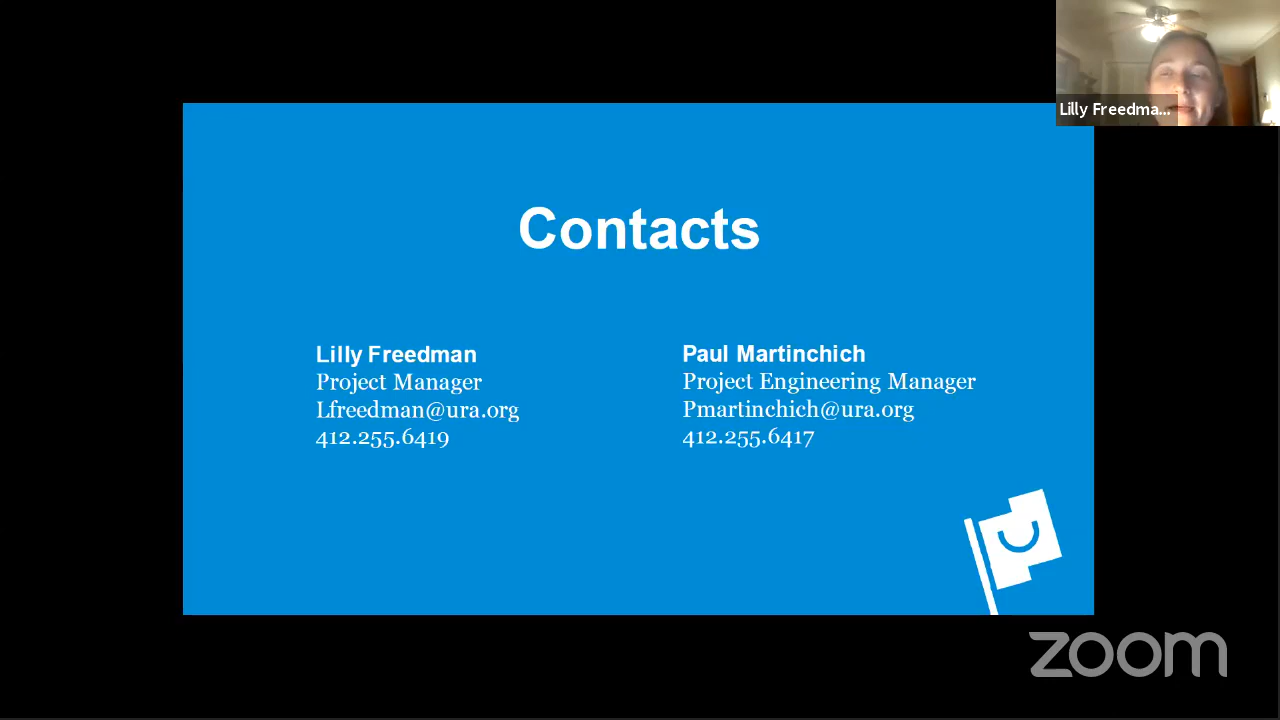 Lilly Freedma...
Contacts
Lilly Freedman
Project Manager
Lfreedman@ura.org
412.255.6419
Paul Martinchich
Project Engineering Manager
Pmartinchich@ura.org
412.255.6417
zoom